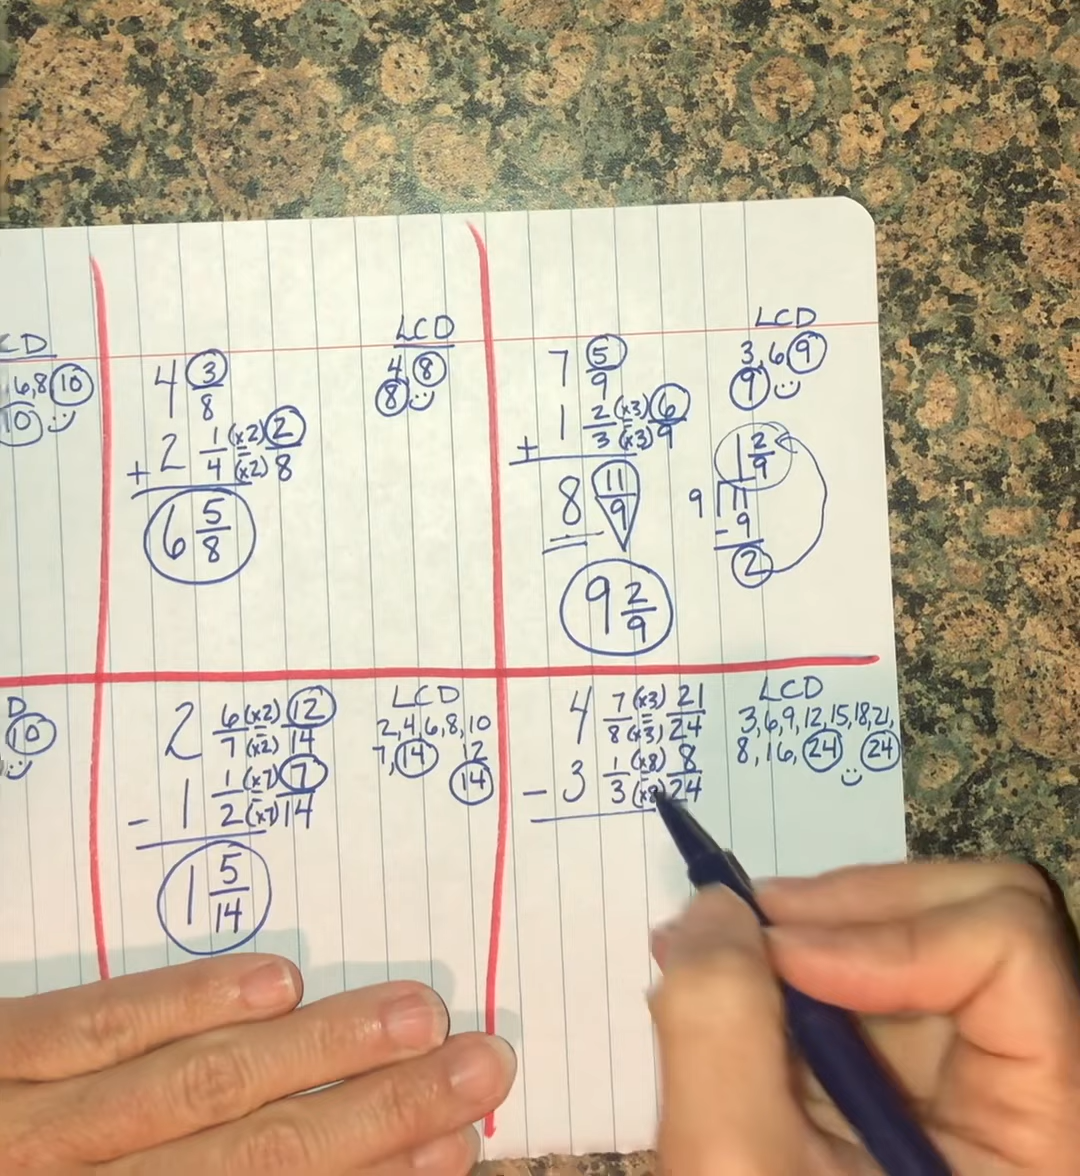 CD
6,8 10
10
LCD
4, 8
8
4 3/8
+ 2 1/4 (x2) 2
(x2) 8
6 5/8
LCD
3, 6 9
9
7 5/9
+ 1 2/3 (x3) 6
(x3) 9
8 11/9
9 2/9
1 2/9
9 11
- 9
2
D
10
2 6/7 (x2) 12
(x2) 14
- 1 1/2 (x7) 7
(x7) 14
1 5/14
LCD
2,4,6,8,10
7, 14 12
14
4 7/8 (x3) 21
(x3) 24
- 3 1/3 (x8) 8
(x8) 24
LCD
3,6,9,12,15,18,21,
8,16, 24 24